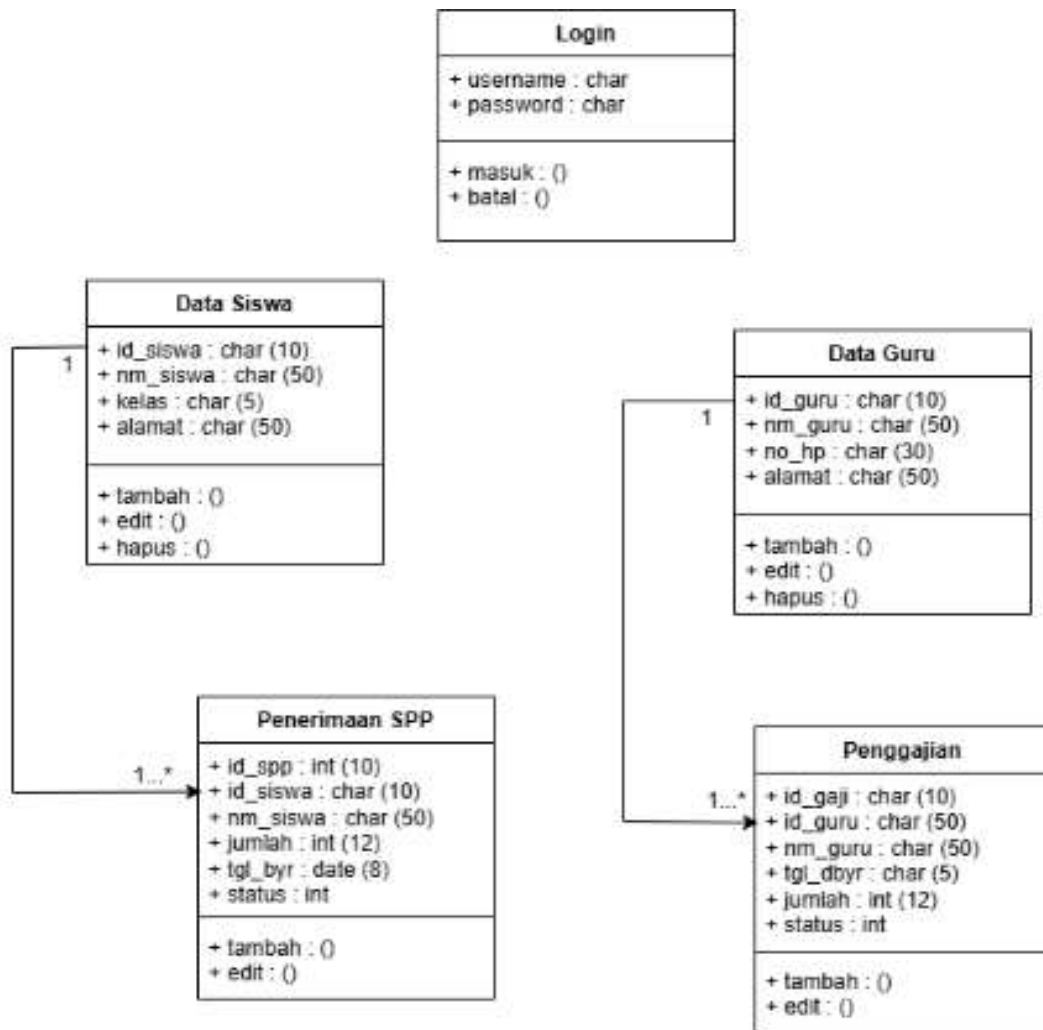 Login
+ username : char
+ password : char
+ masuk : ()
+ batal : ()
Data Siswa
1
+ id_siswa : char (10)
+ nm_siswa : char (50)
+ kelas : char (5)
+ alamat : char (50)
+ tambah : ()
+ edit : ()
+ hapus : ()
Data Guru
1
+ id_guru : char (10)
+ nm_guru : char (50)
+ no_hp : char (30)
+ alamat : char (50)
+ tambah : ()
+ edit : ()
+ hapus : ()
Penerimaan SPP
1...*
+ id_spp : int (10)
+ id_siswa : char (10)
+ nm_siswa : char (50)
+ jumlah : int (12)
+ tgl_byr : date (8)
+ status : int
+ tambah : ()
+ edit : ()
Penggajian
1...*
+ id_gaji : char (10)
+ id_guru : char (50)
+ nm_guru : char (50)
+ tgl_dbyr : char (5)
+ jumlah : int (12)
+ status : int
+ tambah : ()
+ edit : ()